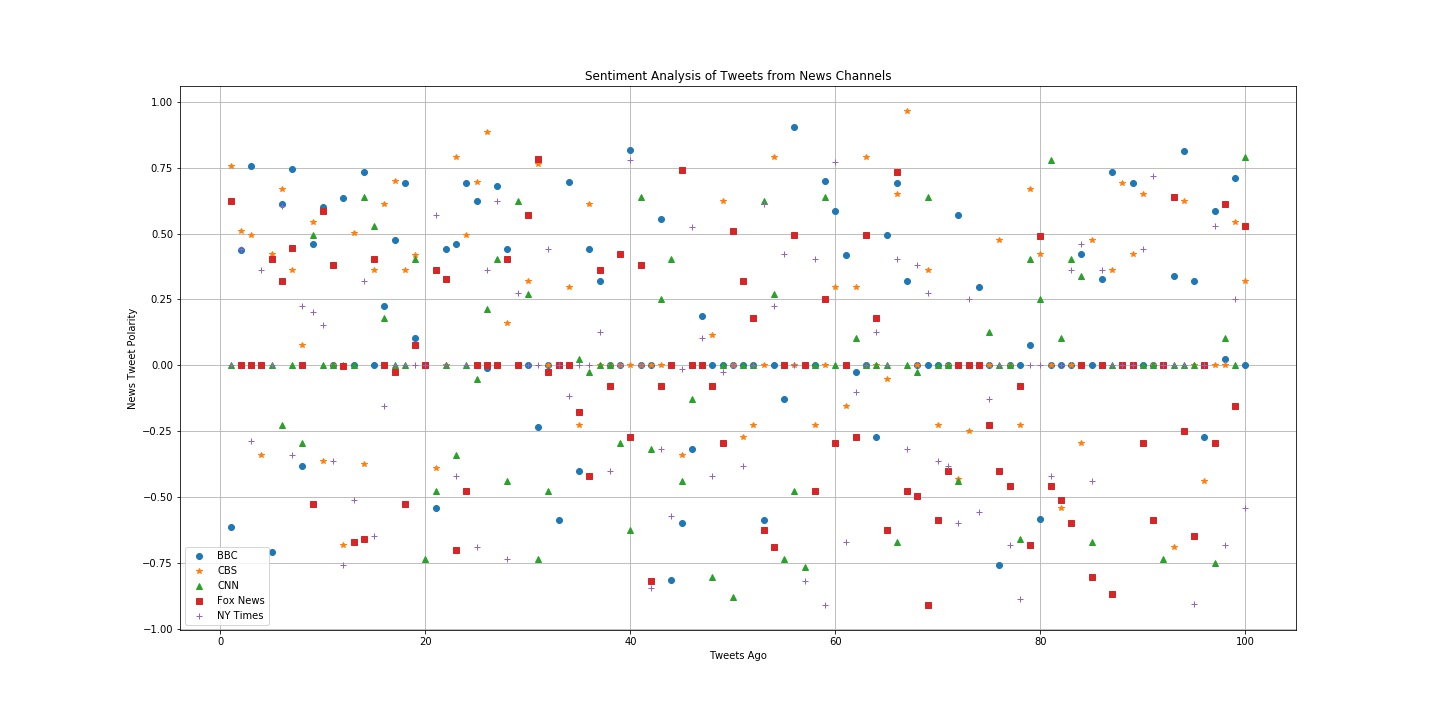 Sentiment Analysis of Tweets from News Channels
News Tweet Polarity
1.00
0.75
0.50
0.25
0.00
−0.25
−0.50
−0.75
−1.00
BBC
CBS
CNN
Fox News
NY Times
0 20 40 60 80 100
Tweets Ago